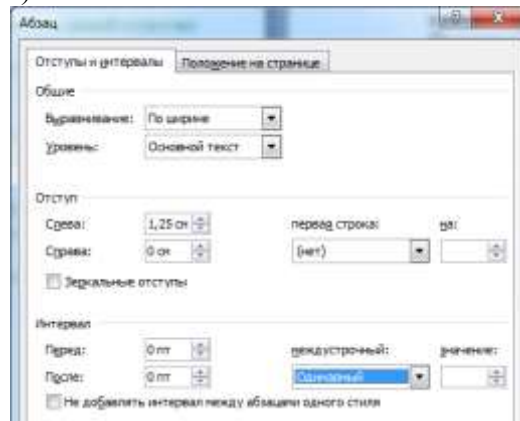 Абзац
Отступы и интервалы Положение на странице
Общие
Выравнивание: По ширине
Уровень: Основной текст
Отступ
Слева: 1,25 см первая строка: на:
Справа: 0 см (нет)
Зеркальные отступы
Интервал
Перед: 0 пт междустрочный: значение:
После: 0 пт Одинарный
Не добавлять интервал между абзацами одного стиля